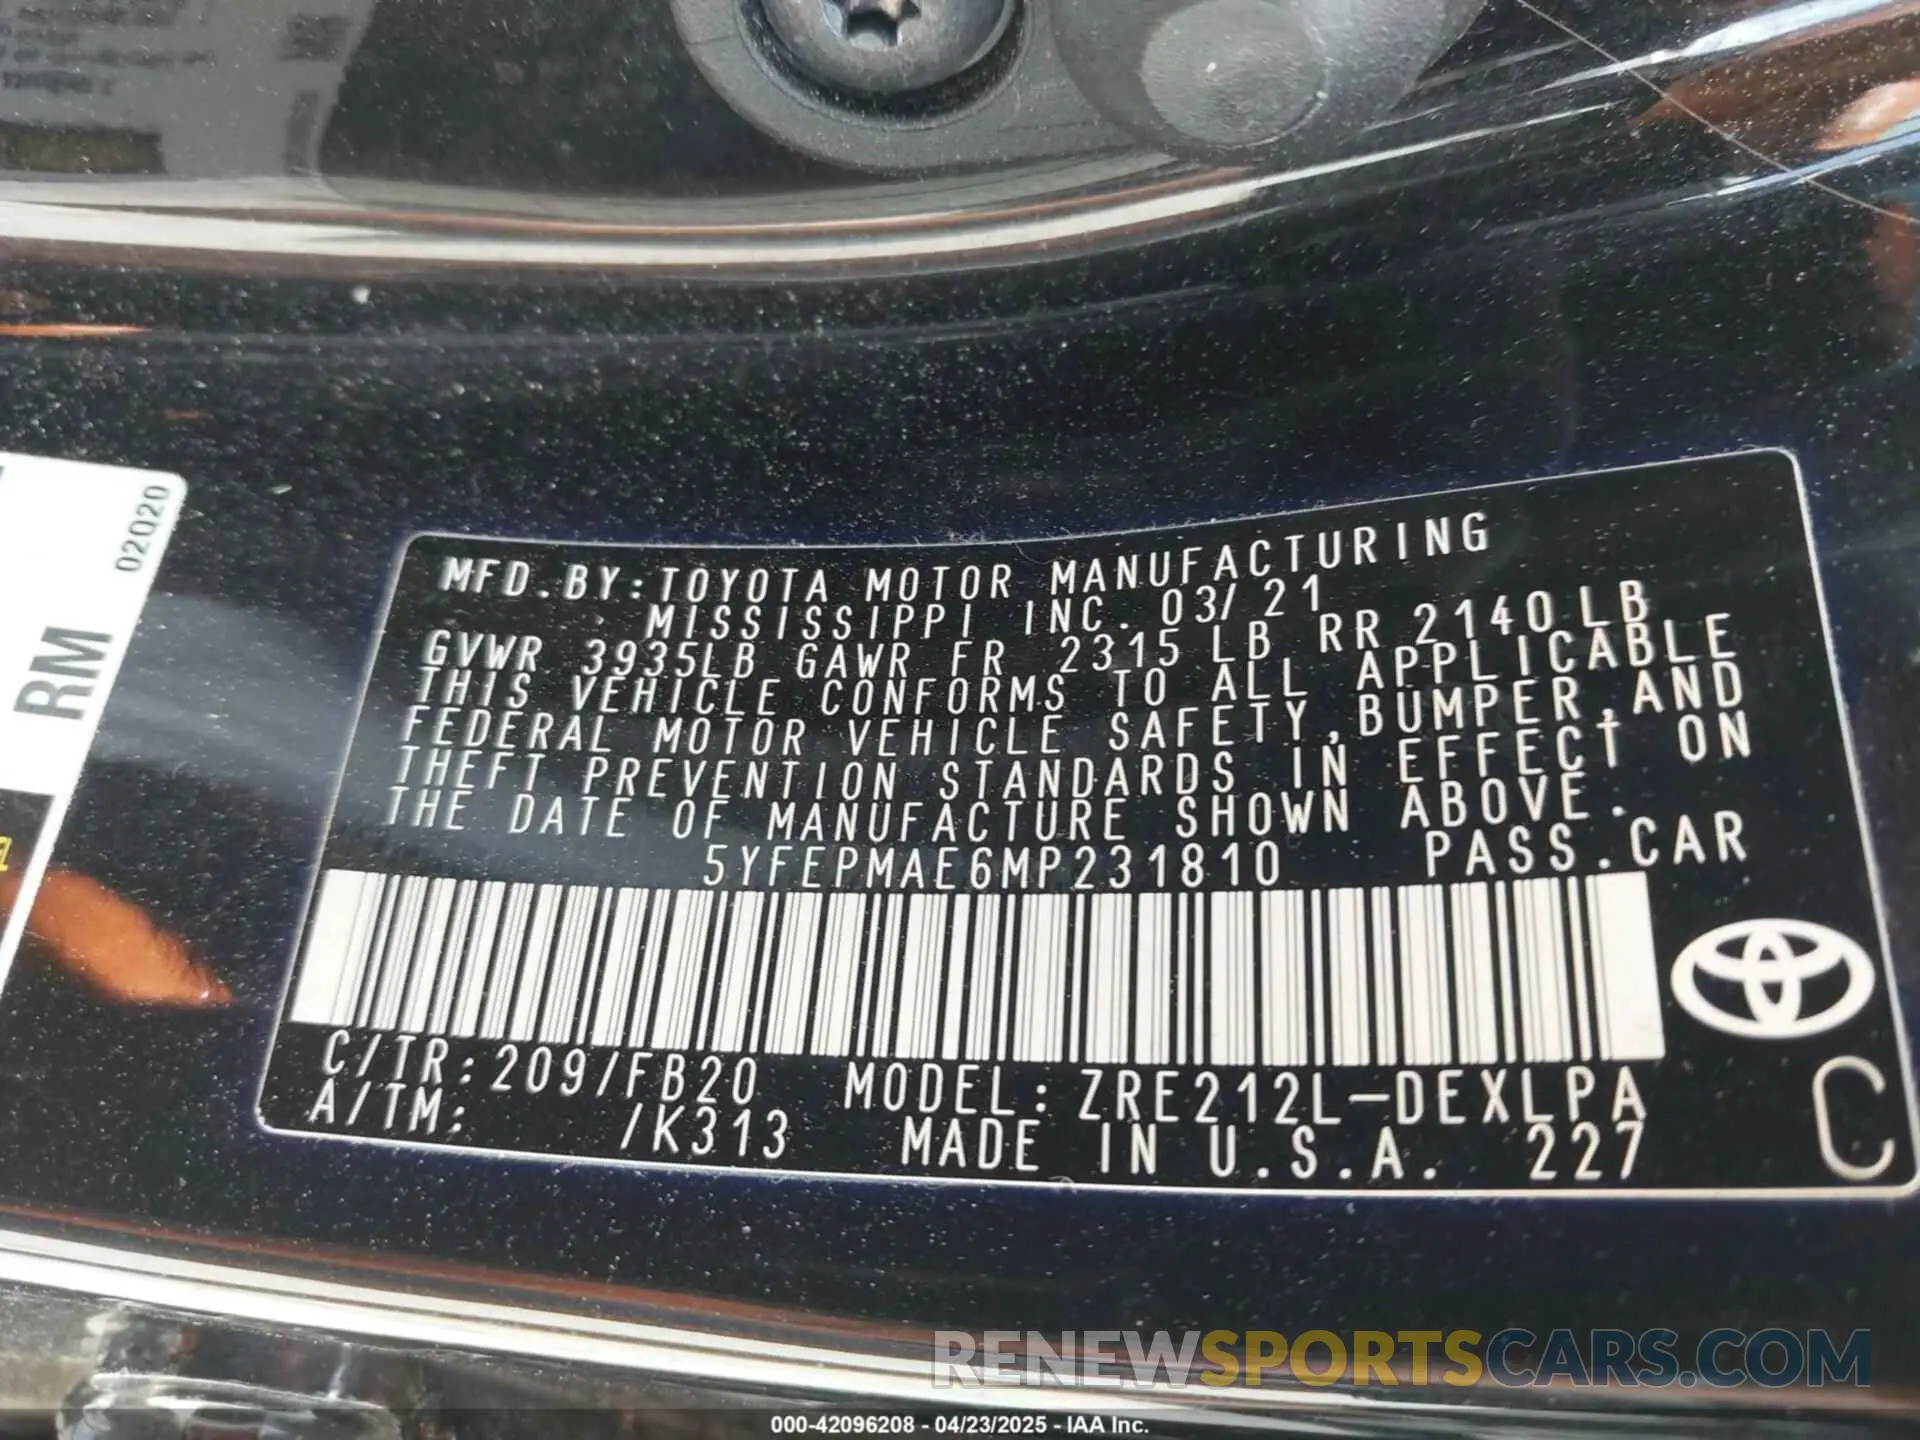 02020
RM
MFD.BY:TOYOTA MOTOR MANUFACTURING
MISSISSIPPI INC. 03/21
GVWR 3935LB GAWR FR 2315 LB RR 2140 LB
THIS VEHICLE CONFORMS TO ALL APPLICABLE
FEDERAL MOTOR VEHICLE SAFETY,BUMPER,AND
THEFT PREVENTION STANDARDS IN EFFECT ON
THE DATE OF MANUFACTURE SHOWN ABOVE.
5YFEPMAE6MP231810 PASS.CAR
C/TR:209/FB20 MODEL:ZRE212L-DEXLPA
A/TM: /K313 MADE IN U.S.A. 227
C
RENEWSPORTSCARS.COM
000-42096208 - 04/23/2025 - IAA Inc.